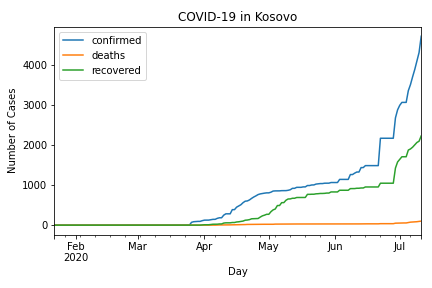 COVID-19 in Kosovo
confirmed
deaths
recovered
Number of Cases
4000
3000
2000
1000
0
Feb Mar Apr May Jun Jul
2020
Day